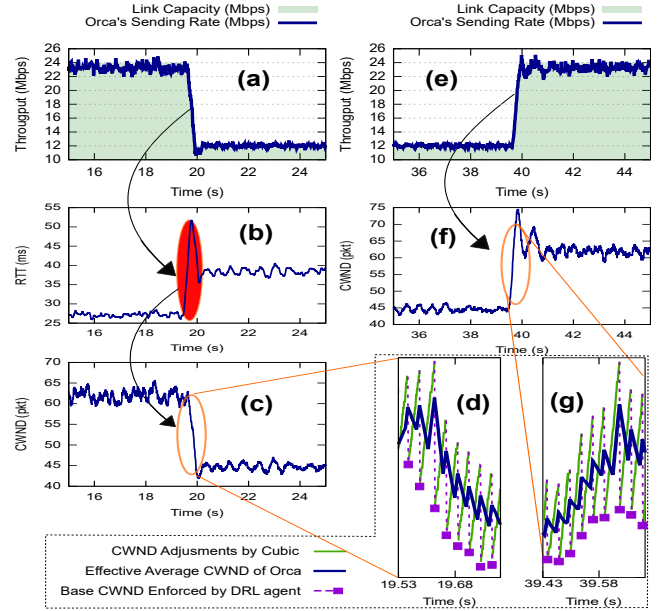 Link Capacity (Mbps)
Orca's Sending Rate (Mbps)
Througput (Mbps)
26
24
22
20
18
16
14
12
10
(a)
16 18 20 22 24
Time (s)
Link Capacity (Mbps)
Orca's Sending Rate (Mbps)
Througput (Mbps)
26
24
22
20
18
16
14
12
10
(e)
36 38 40 42 44
Time (s)
RTT (ms)
55
50
45
40
35
30
25
(b)
16 18 20 22 24
Time (s)
CWND (pkt)
75
70
65
60
55
50
45
40
(f)
36 38 40 42 44
Time (s)
CWND (pkt)
70
65
60
55
50
45
40
(c)
16 18 20 22 24
Time (s)
(d)
19.53 19.68
Time (s)
(g)
39.43 39.58
Time (s)
CWND Adjusments by Cubic
Effective Average CWND of Orca
Base CWND Enforced by DRL agent